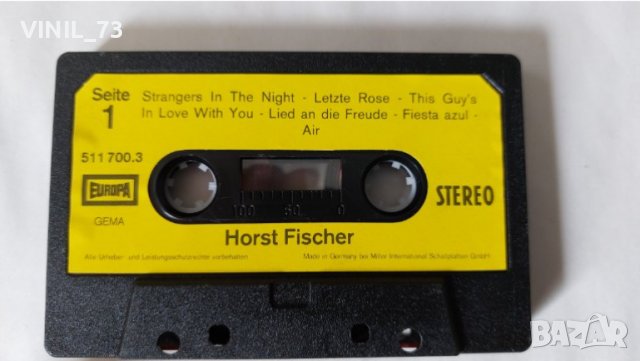 VINIL_73
Seite
1
Strangers In The Night - Letzte Rose - This Guy's
In Love With You - Lied an die Freude - Fiesta azul -
Air
511 700.3
EUROPA
GEMA
100 50 0
STEREO
Horst Fischer
Alle Urheber- und Leistungsschutzrechte vorbehalten
Made in Germany bei Miller International Schallplatten GmbH
BAZAR